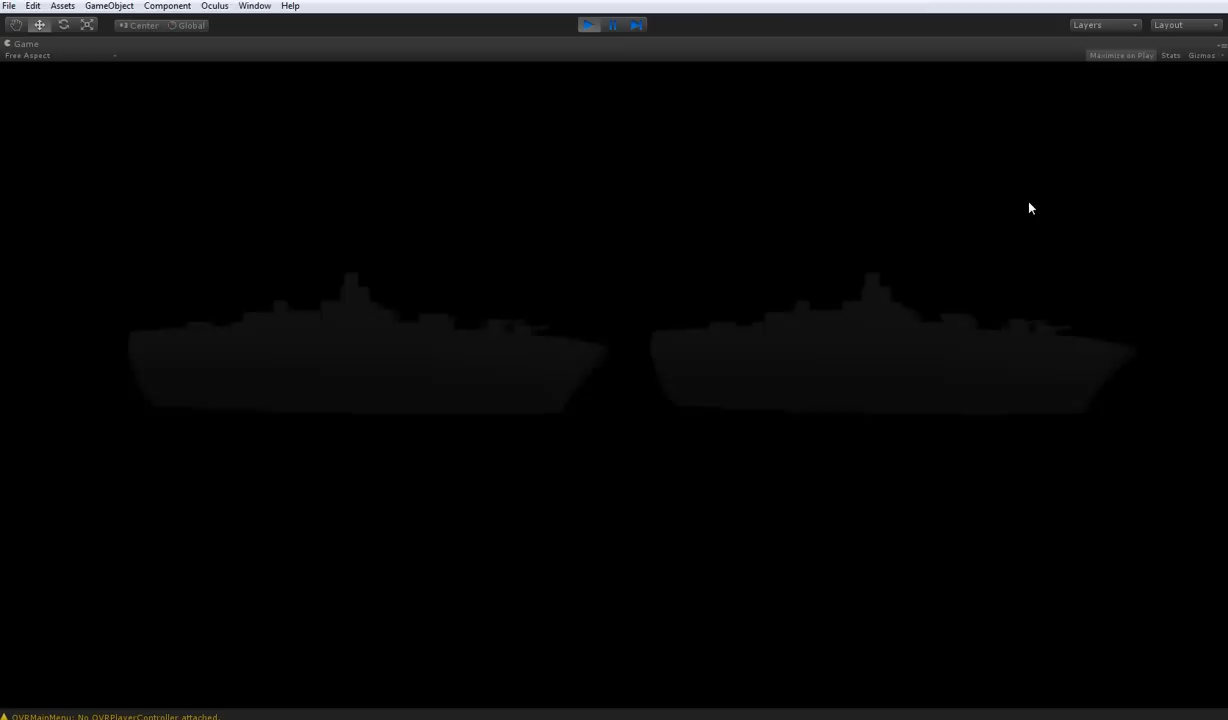 File Edit Assets GameObject Component Oculus Window Help
Center Global Layers Layout
Game
Free Aspect Maximize on Play Stats Gizmos
OVRMainMenu: No OVRPlayerController attached.